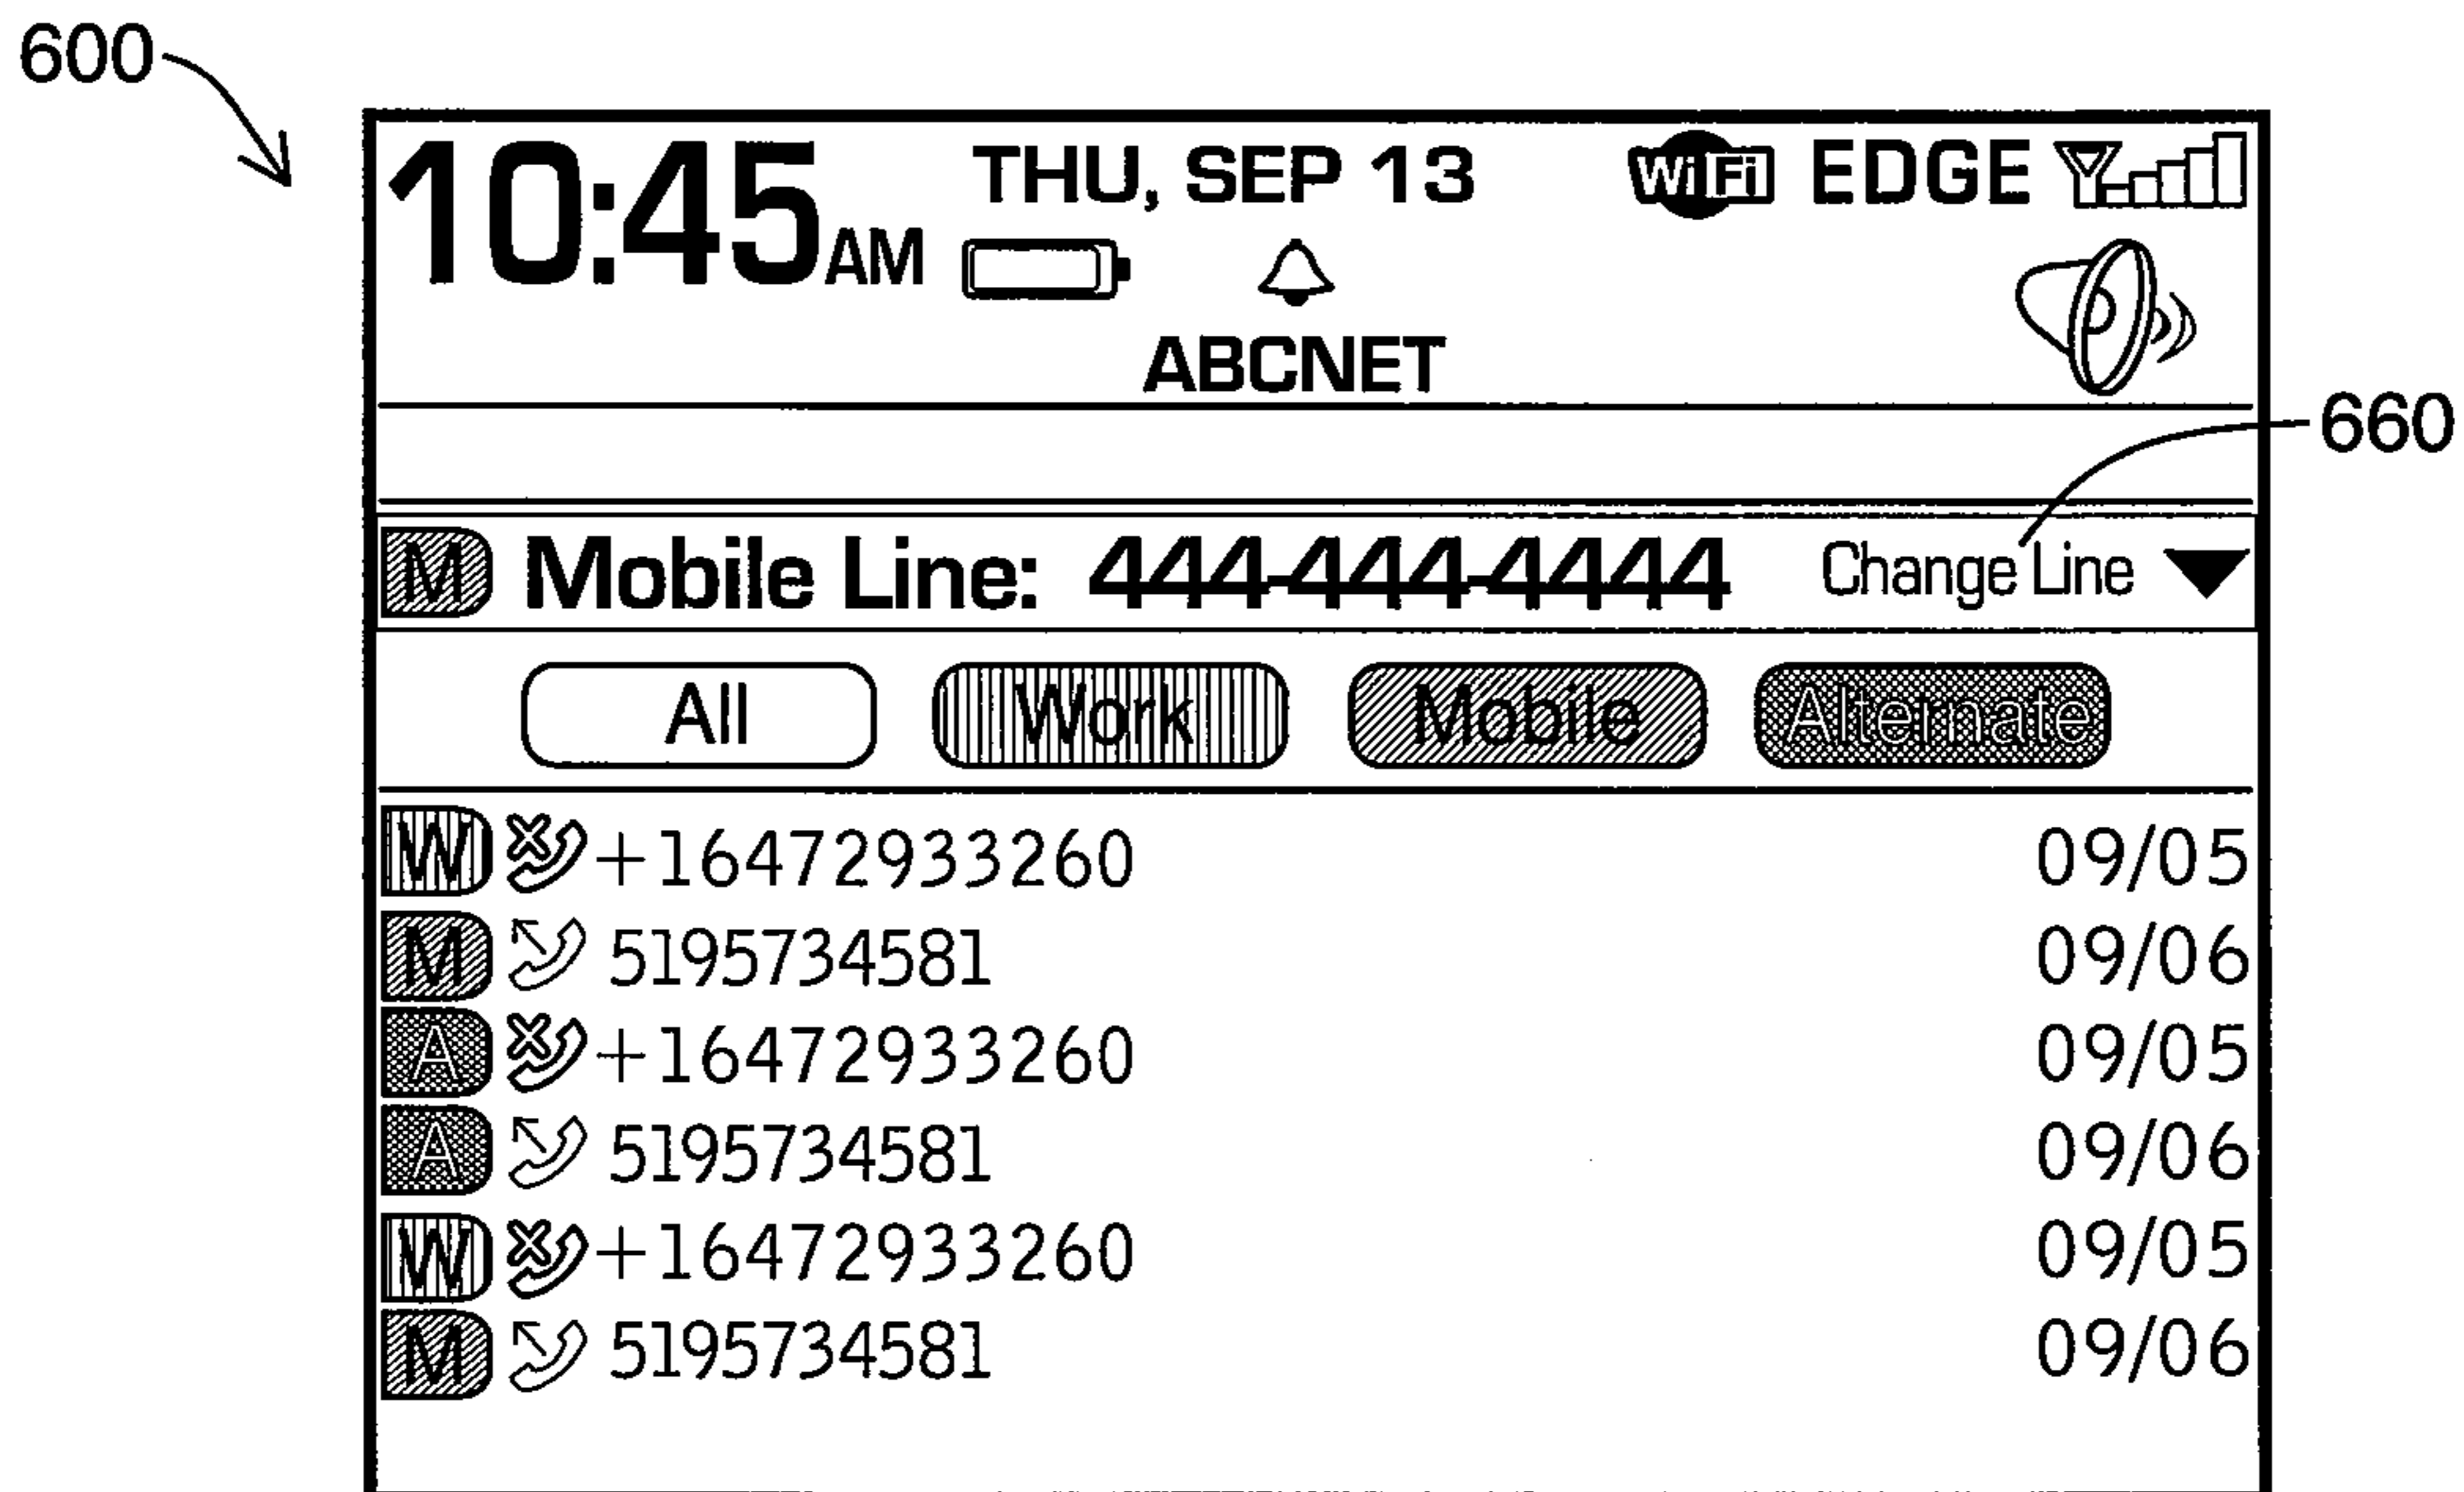 600
10:45 AM THU, SEP 13 WiFi EDGE
ABCNET
660
M Mobile Line: 444-444-4444 Change Line
All Work Mobile Alternate
W +16472933260 09/05
M 5195734581 09/06
A +16472933260 09/05
A 5195734581 09/06
W +16472933260 09/05
M 5195734581 09/06